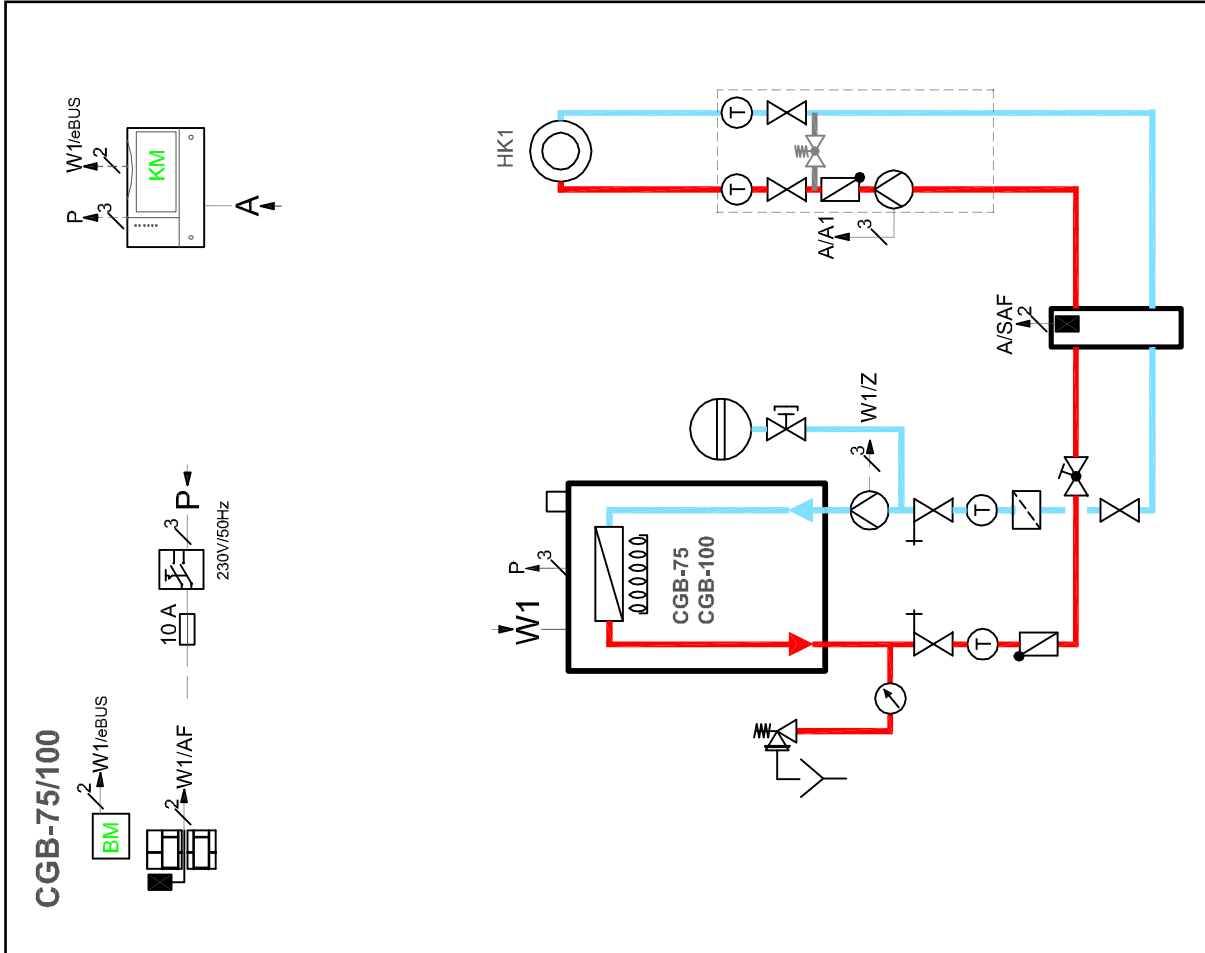 CGB-75/100
BM
2
W1/eBUS
2
W1/AF
10 A
230V/50Hz
3
P
P
3
W1/eBUS
2
KM
A
W1
P
3
CGB-75
CGB-100
3
W1/Z
T
T
A/SAF
2
HK1
T
T
A/A1
3